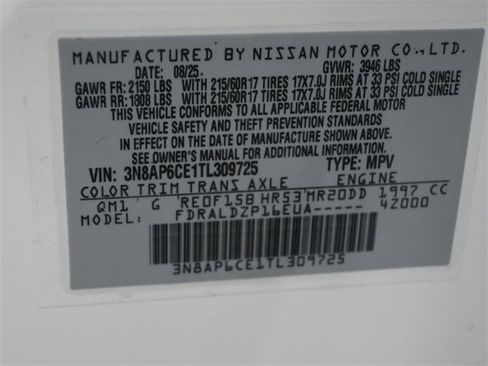 MANUFACTURED BY NISSAN MOTOR CO., LTD.
DATE: 08/25. GVWR: 3946 LBS
GAWR FR: 2150 LBS WITH 215/60R17 TIRES 17X7.0J RIMS AT 33 PSI COLD SINGLE
GAWR RR: 1808 LBS WITH 215/60R17 TIRES 17X7.0J RIMS AT 33 PSI COLD SINGLE
THIS VEHICLE CONFORMS TO ALL APPLICABLE FEDERAL MOTOR
VEHICLE SAFETY AND THEFT PREVENTION STANDARDS
IN EFFECT ON THE DATE OF MANUFACTURE SHOWN ABOVE.
SEE OWNER'S MANUAL FOR ADDITIONAL INFORMATION.
VIN: 3N8AP6CE1TL309725 TYPE: MPV
COLOR TRIM TRANS AXLE ENGINE
QM1 G RE0F15B HR53 MR20DD 1997 CC
MODEL: FDRALDZP16EUA----- 42000
3N8AP6CE1TL309725